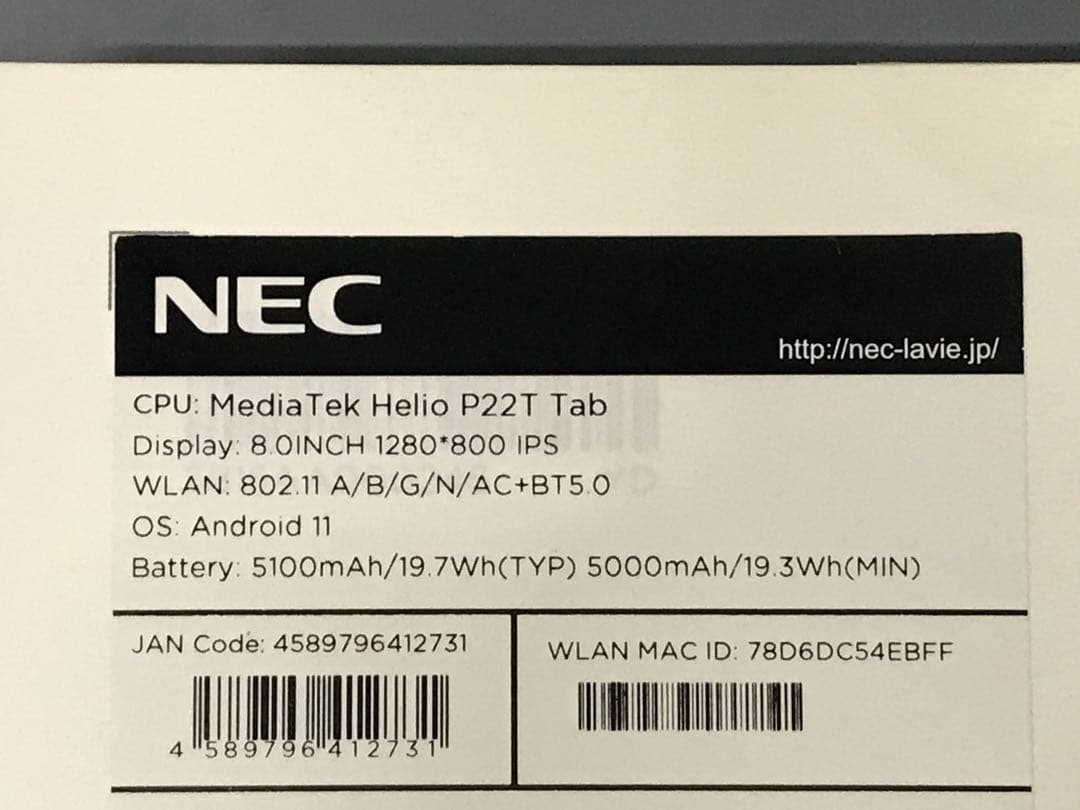 NEC
http://nec-lavie.jp/
CPU: MediaTek Helio P22T Tab
Display: 8.0INCH 1280*800 IPS
WLAN: 802.11 A/B/G/N/AC+BT5.0
OS: Android 11
Battery: 5100mAh/19.7Wh(TYP) 5000mAh/19.3Wh(MIN)
JAN Code: 4589796412731
4 589796 412731
WLAN MAC ID: 78D6DC54EBFF